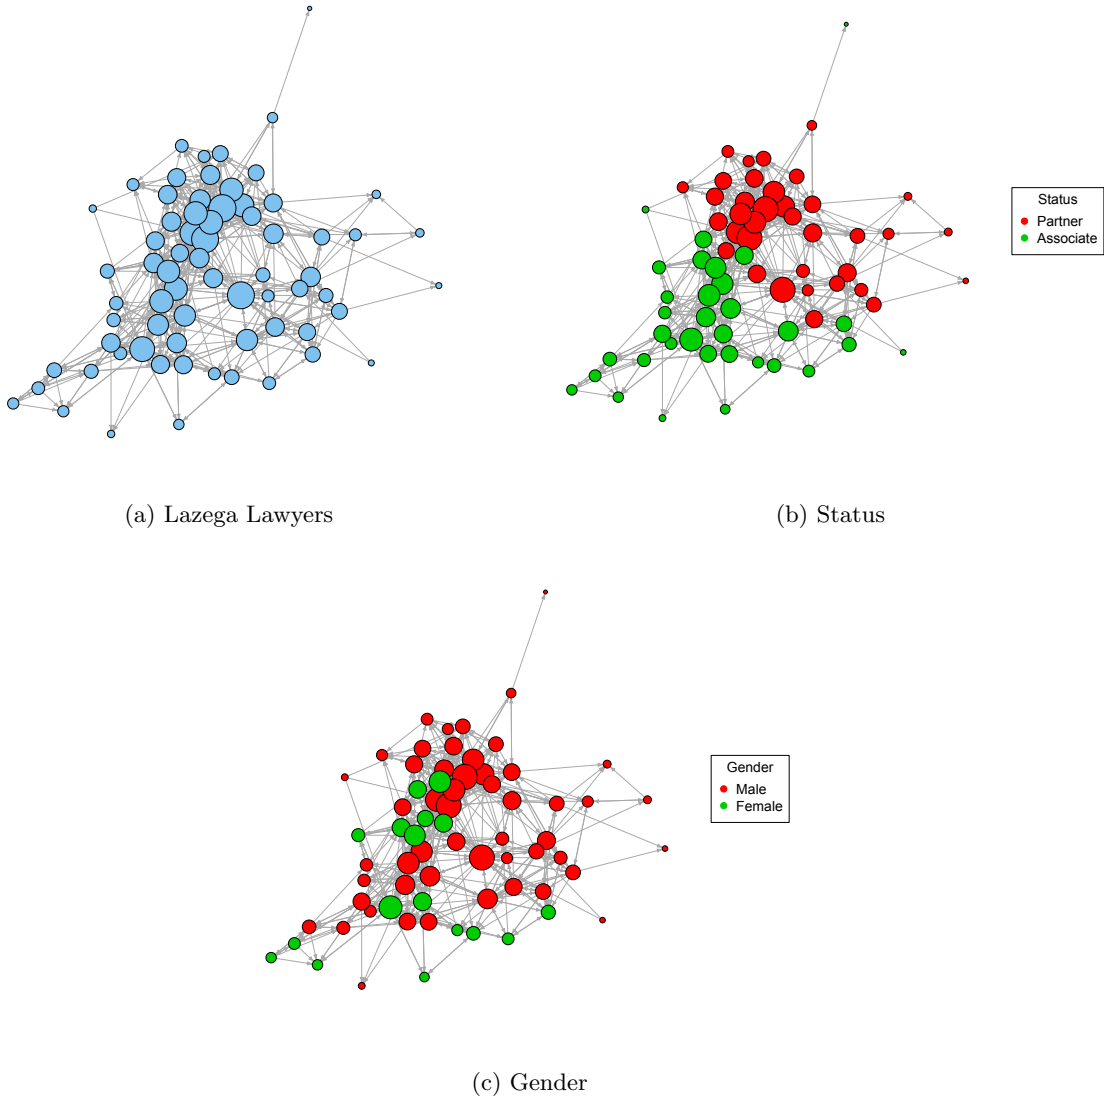 Status
Partner
Associate
(a) Lazega Lawyers
(b) Status
Gender
Male
Female
(c) Gender